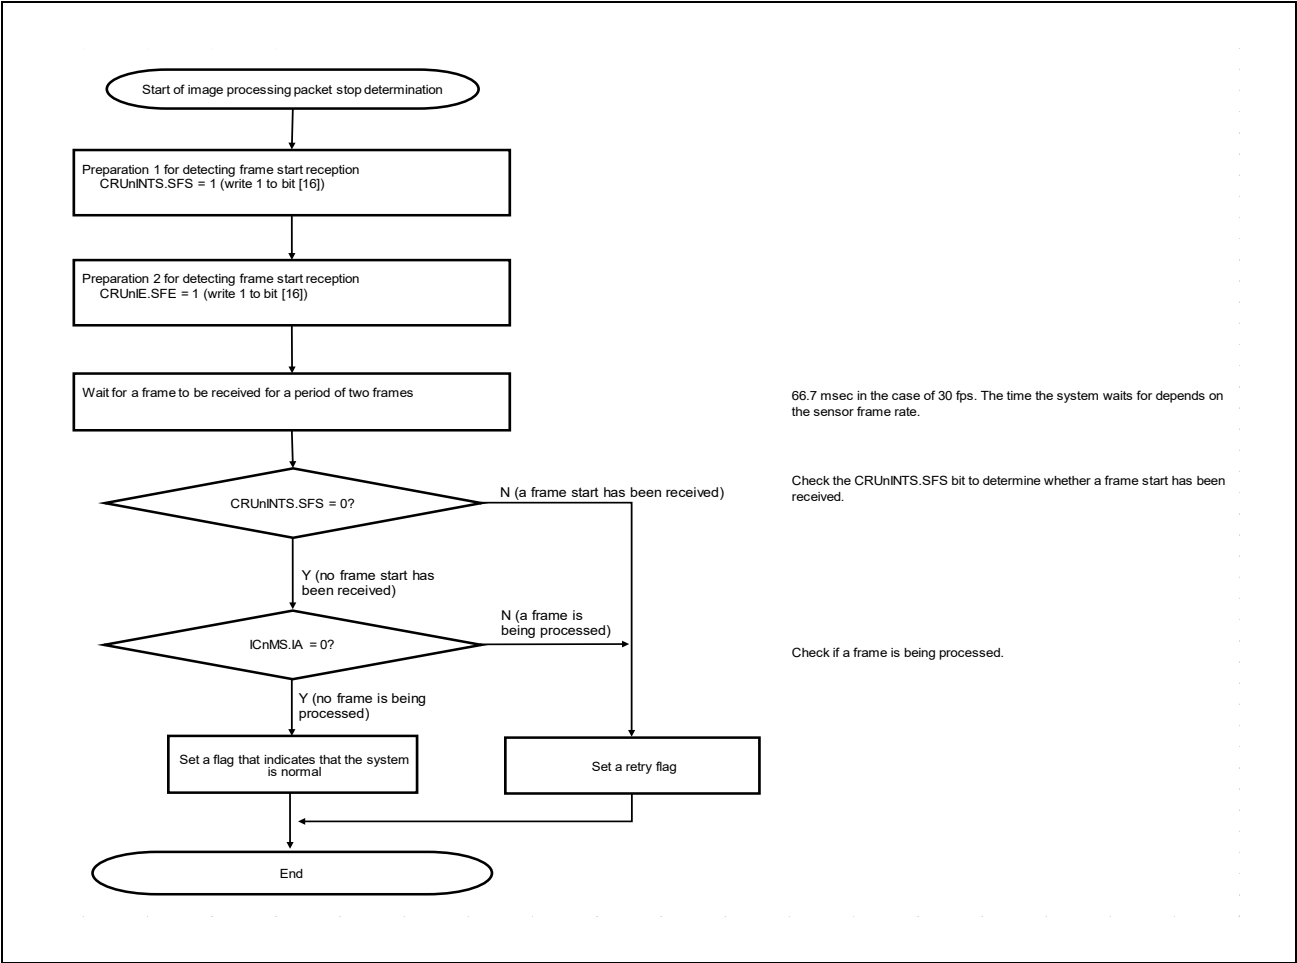 Start of image processing packet stop determination
Preparation 1 for detecting frame start reception
CRUnINTS.SFS = 1 (write 1 to bit [16])
Preparation 2 for detecting frame start reception
CRUnIE.SFE = 1 (write 1 to bit [16])
Wait for a frame to be received for a period of two frames
66.7 msec in the case of 30 fps. The time the system waits for depends on
the sensor frame rate.
CRUnINTS.SFS = 0?
N (a frame start has been received)
Check the CRUnINTS.SFS bit to determine whether a frame start has been
received.
Y (no frame start has
been received)
ICnMS.IA = 0?
N (a frame is
being processed)
Check if a frame is being processed.
Y (no frame is being
processed)
Set a flag that indicates that the system
is normal
Set a retry flag
End